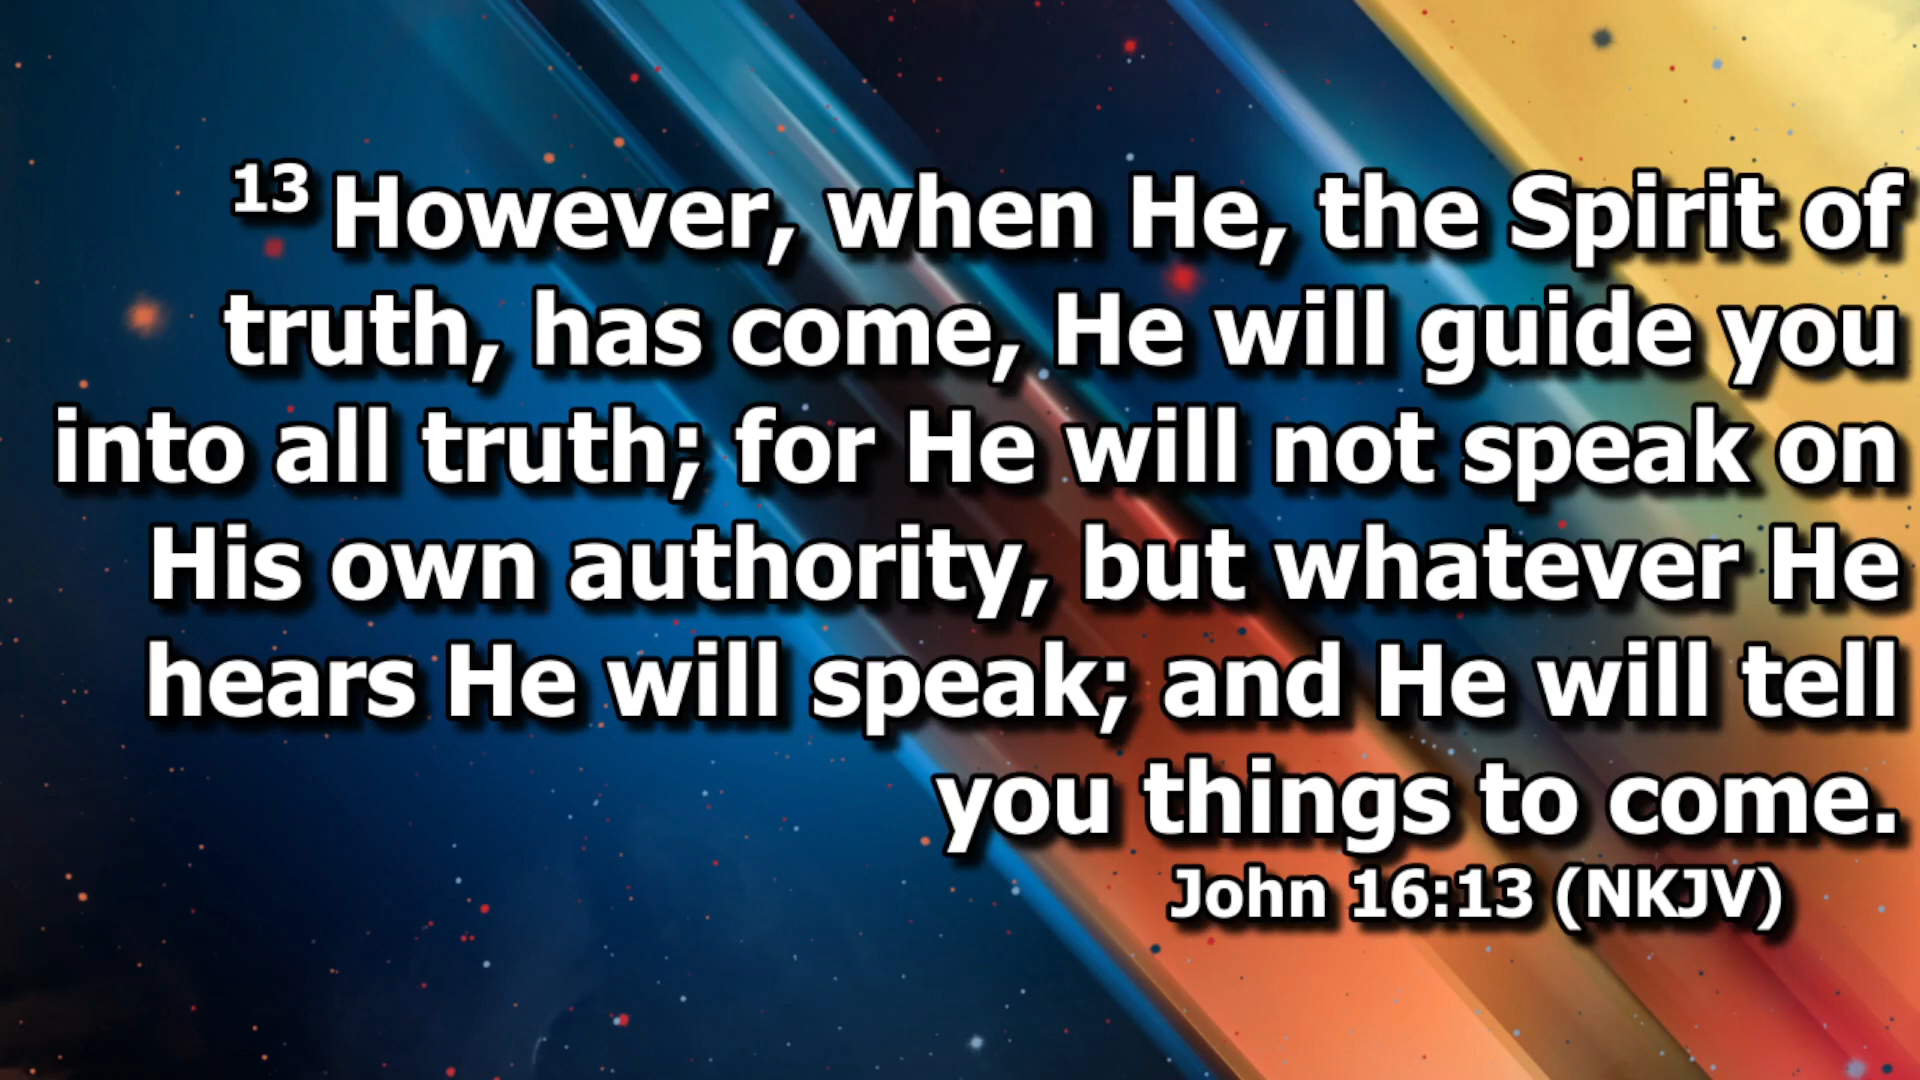 13 However, when He, the Spirit of
truth, has come, He will guide you
into all truth; for He will not speak on
His own authority, but whatever He
hears He will speak; and He will tell
you things to come.
John 16:13 (NKJV)